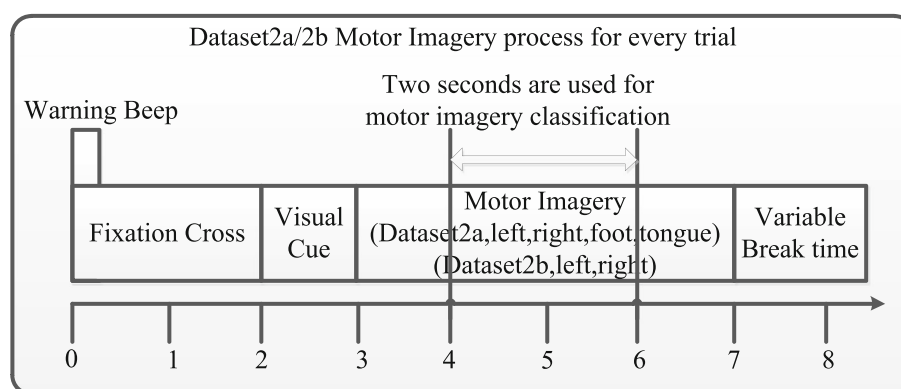 Dataset2a/2b Motor Imagery process for every trial
Two seconds are used for
motor imagery classification
Warning Beep
Fixation Cross
Visual
Cue
Motor Imagery
(Dataset2a,left,right,foot,tongue)
(Dataset2b,left,right)
Variable
Break time
0 1 2 3 4 5 6 7 8